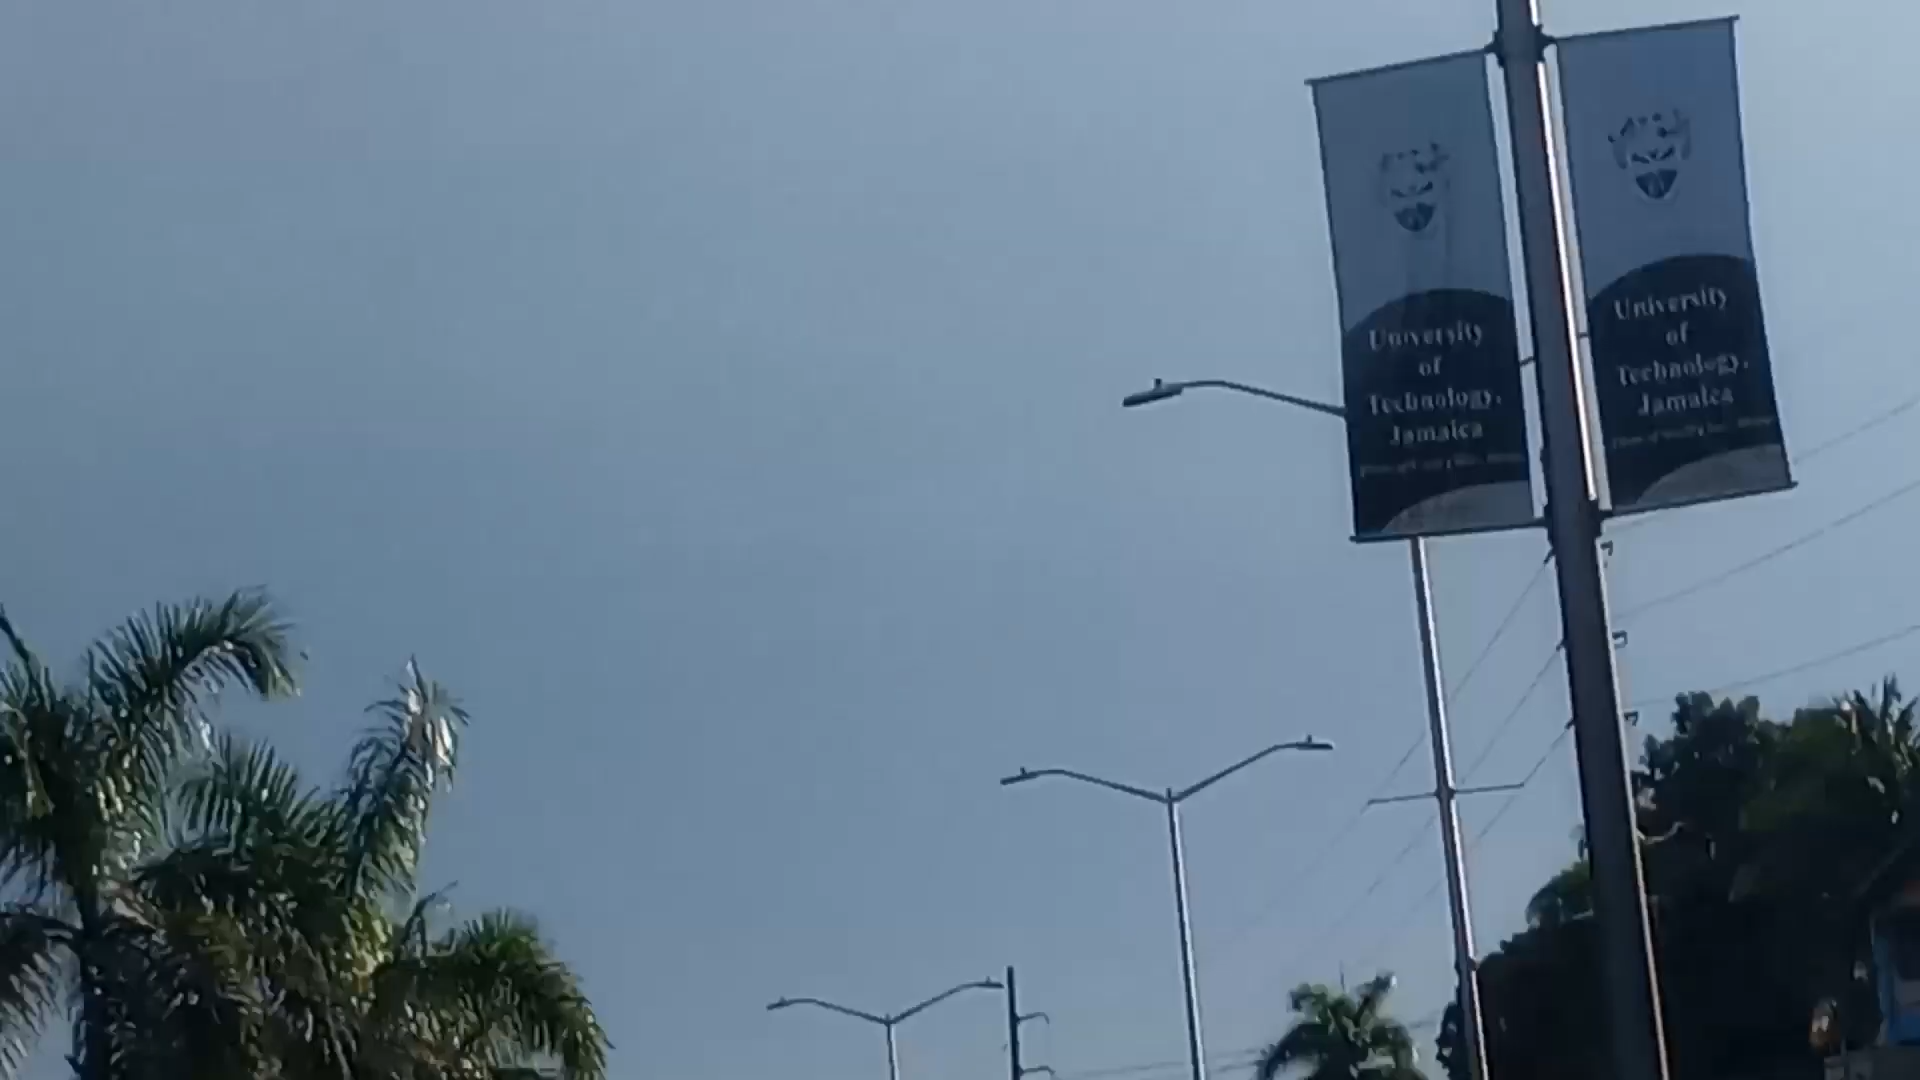 University
of
Technology,
Jamaica
University
of
Technology,
Jamaica